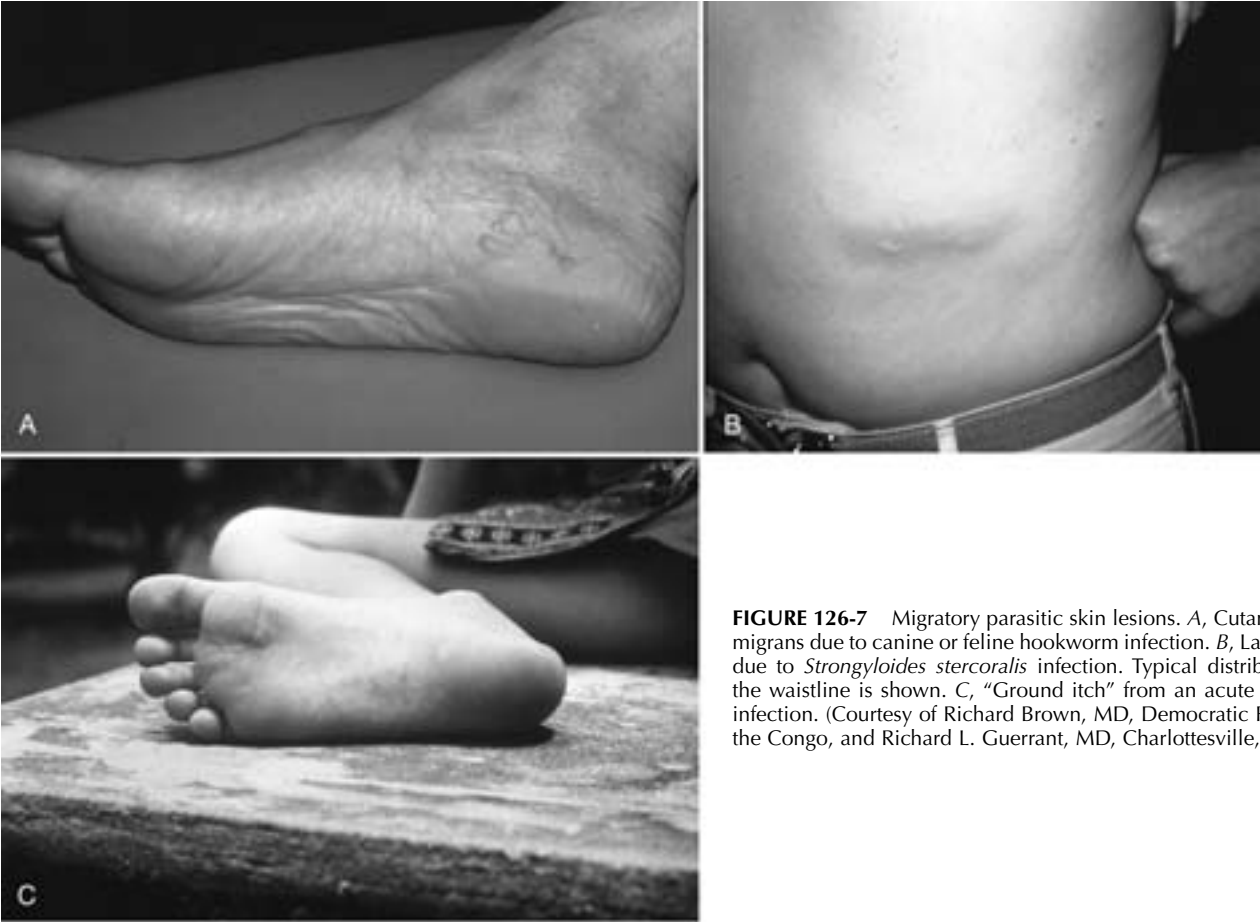 A
B
C
FIGURE 126-7 Migratory parasitic skin lesions. A, Cutan
migrans due to canine or feline hookworm infection. B, La
due to Strongyloides stercoralis infection. Typical distrib
the waistline is shown. C, “Ground itch” from an acute
infection. (Courtesy of Richard Brown, MD, Democratic
the Congo, and Richard L. Guerrant, MD, Charlottesville,